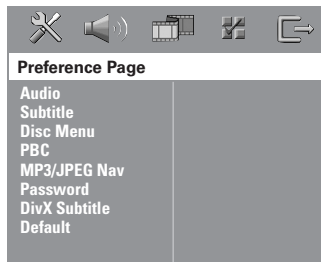 Preference Page
Audio
Subtitle
Disc Menu
PBC
MP3/JPEG Nav
Password
DivX Subtitle
Default